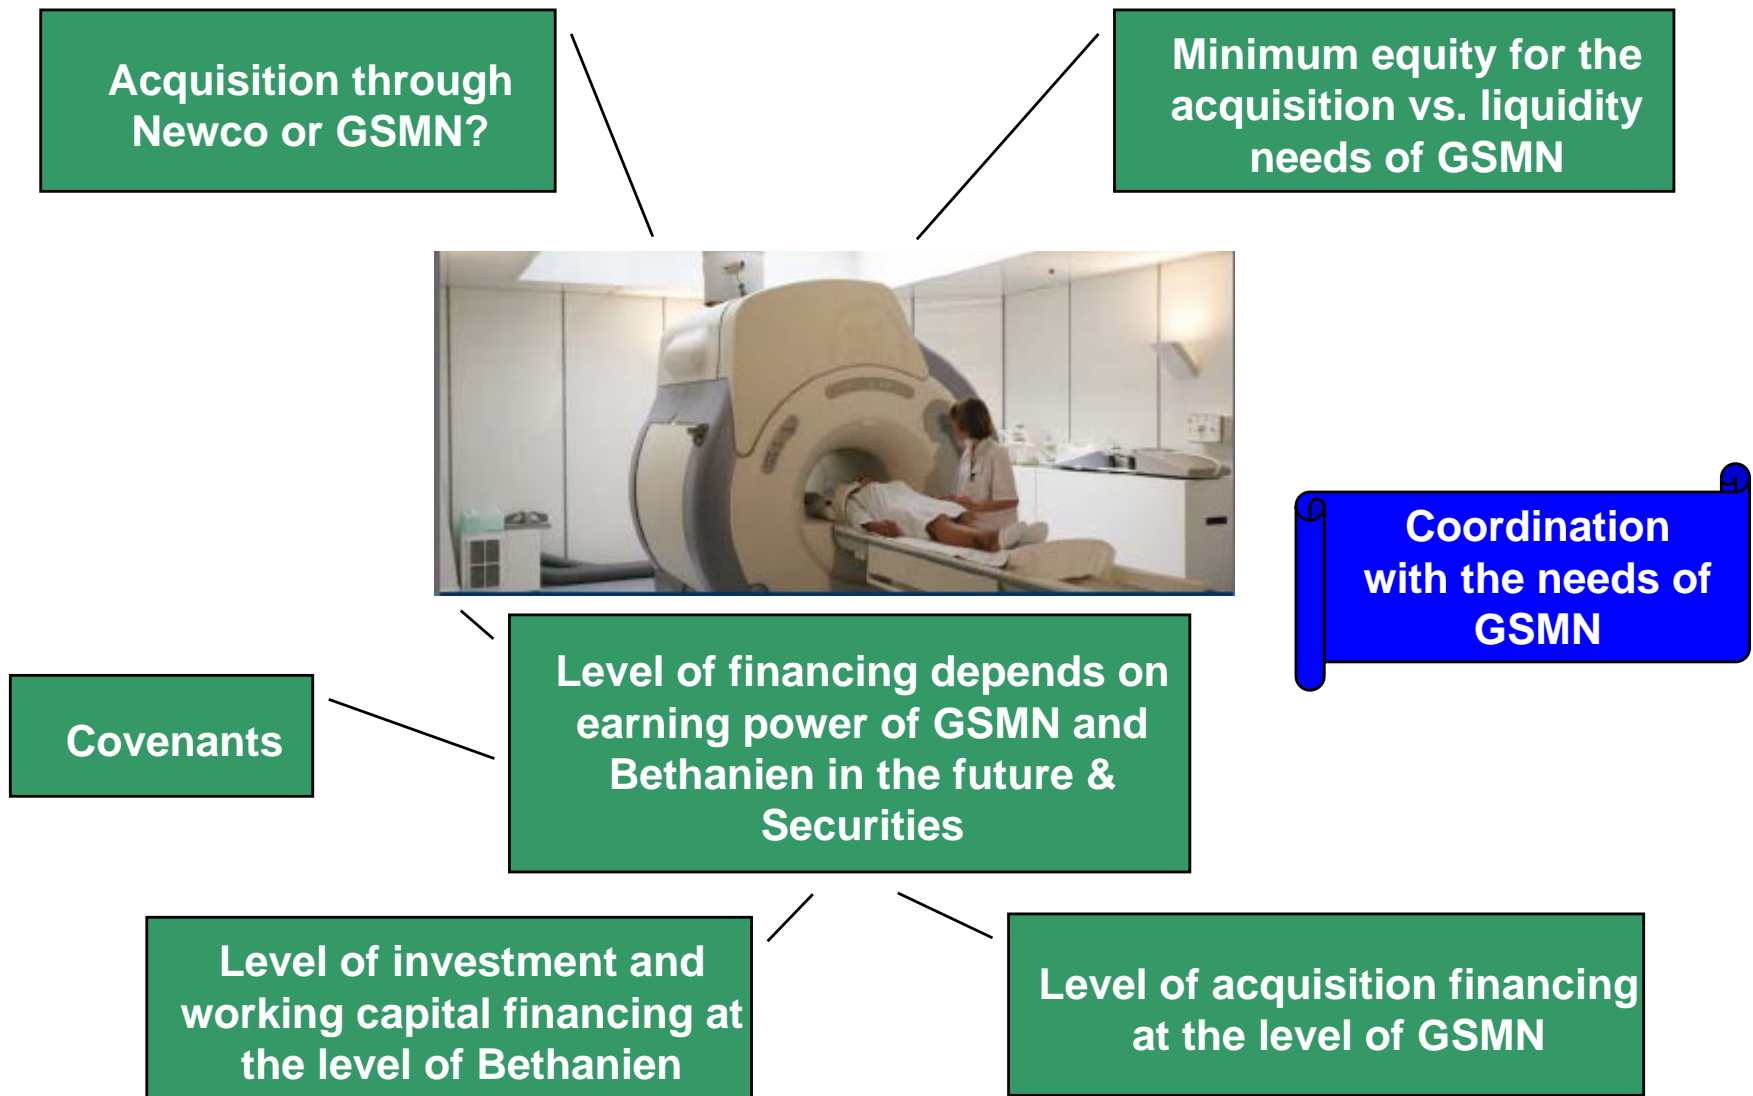 Acquisition through
Newco or GSMN?
Minimum equity for the
acquisition vs. liquidity
needs of GSMN
Coordination
with the needs of
GSMN
Level of financing depends on
earning power of GSMN and
Bethanien in the future &
Securities
Covenants
Level of investment and
working capital financing at
the level of Bethanien
Level of acquisition financing
at the level of GSMN